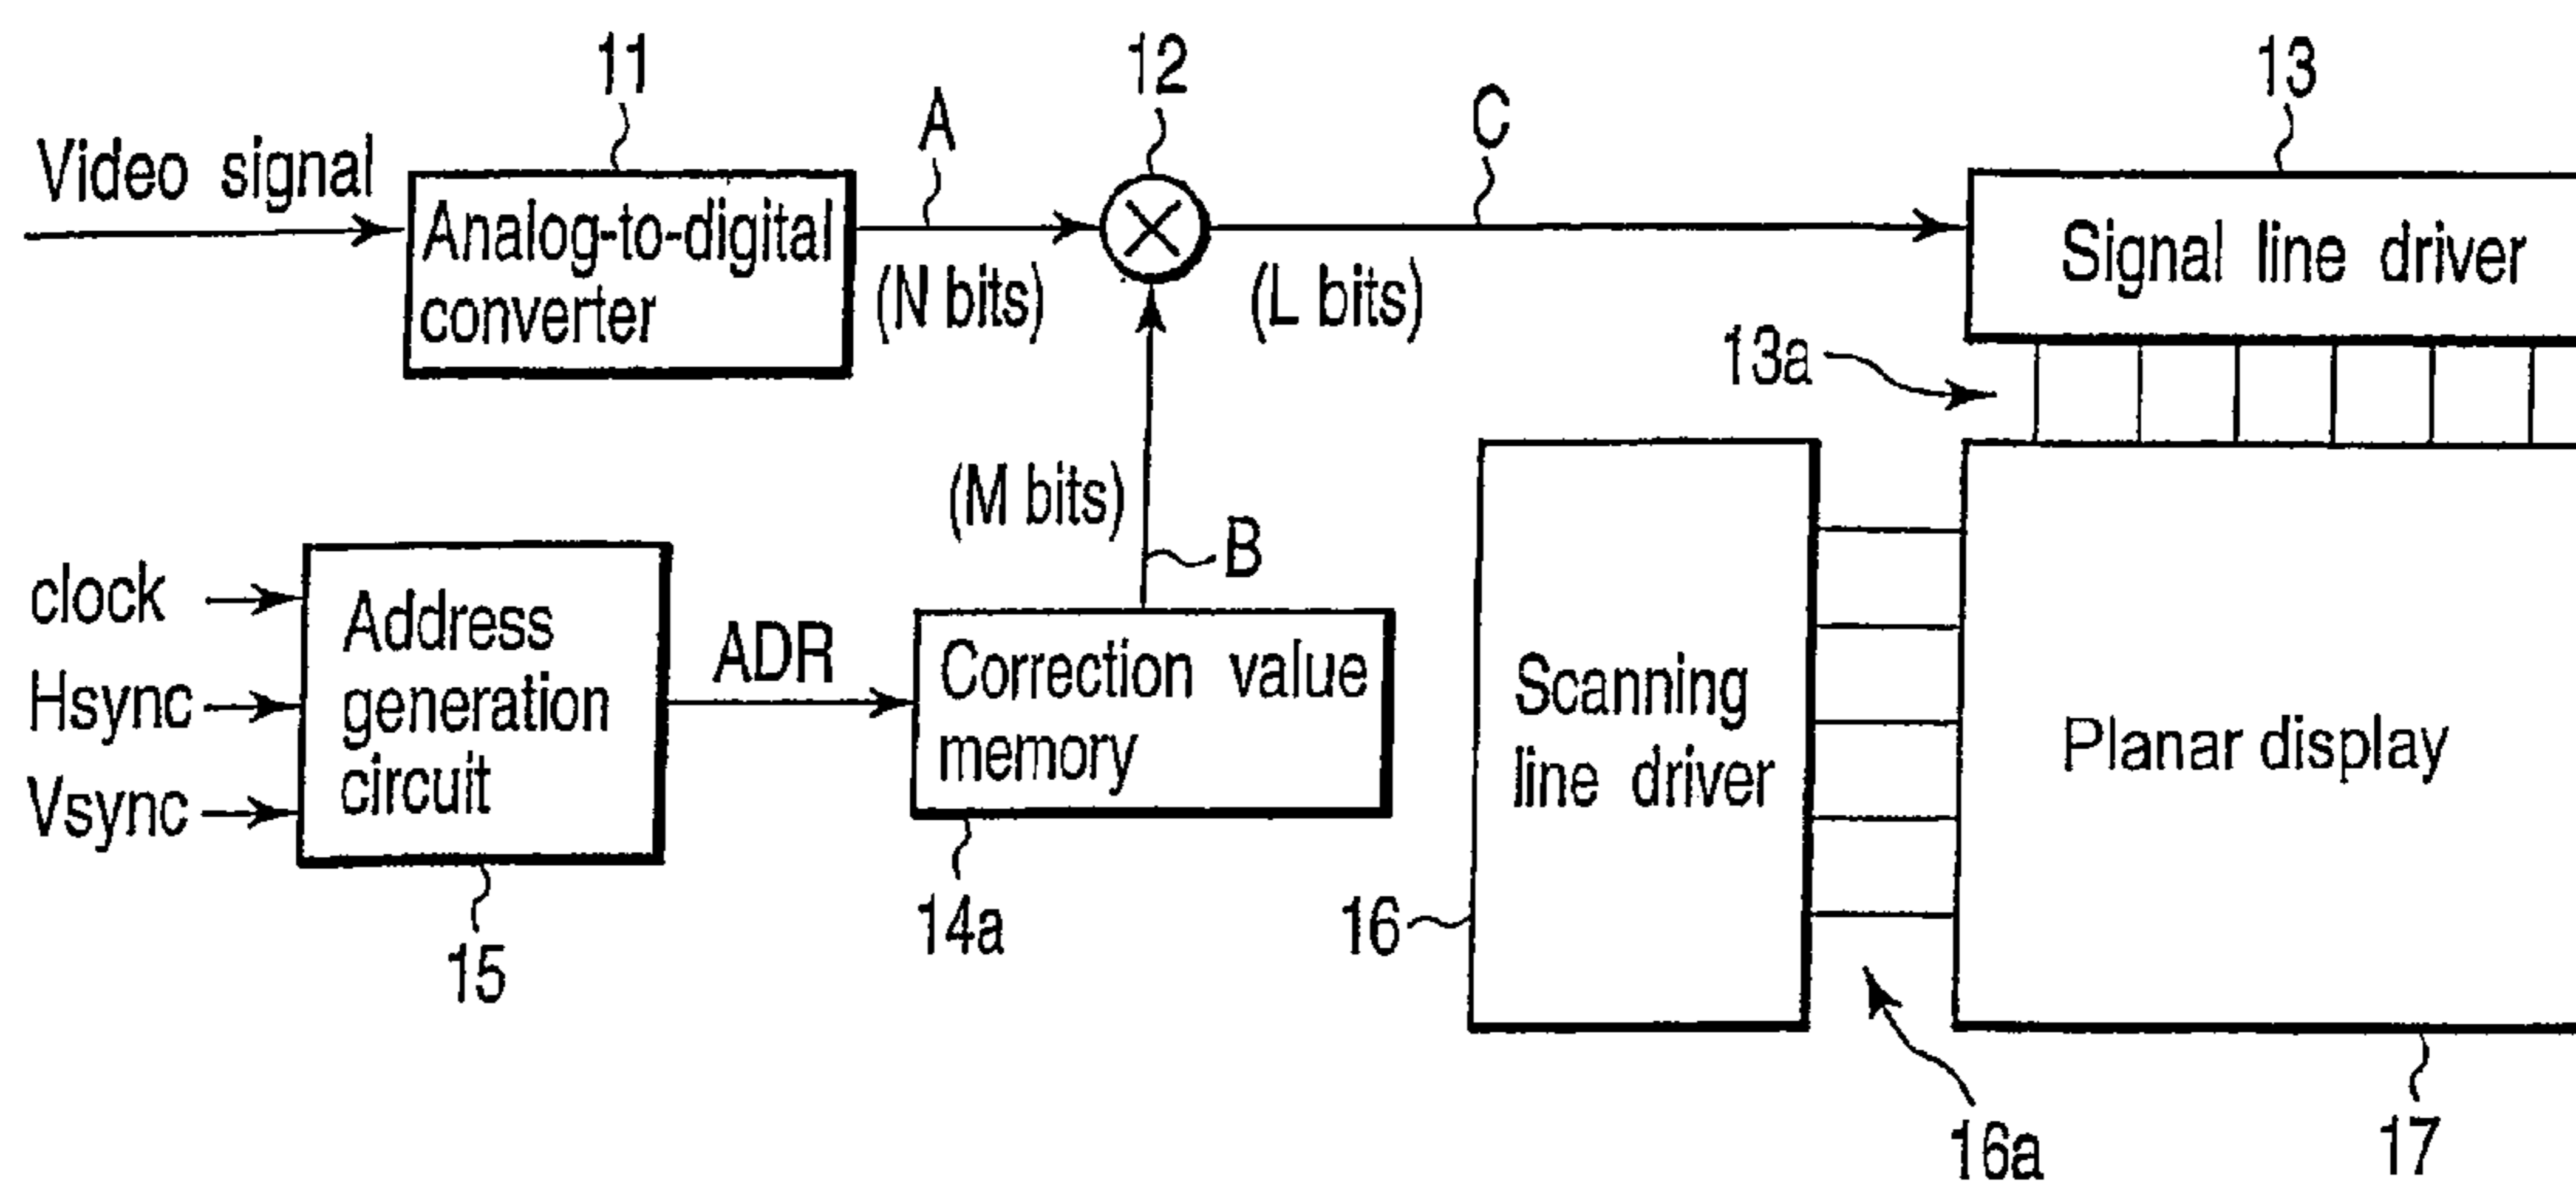 11
12
13
A
C
Video signal
Analog-to-digital
converter
(N bits)
(L bits)
Signal line driver
13a
(M bits)
B
clock
Hsync
Vsync
Address
generation
circuit
ADR
Correction value
memory
Scanning
line driver
Planar display
15
14a
16
16a
17